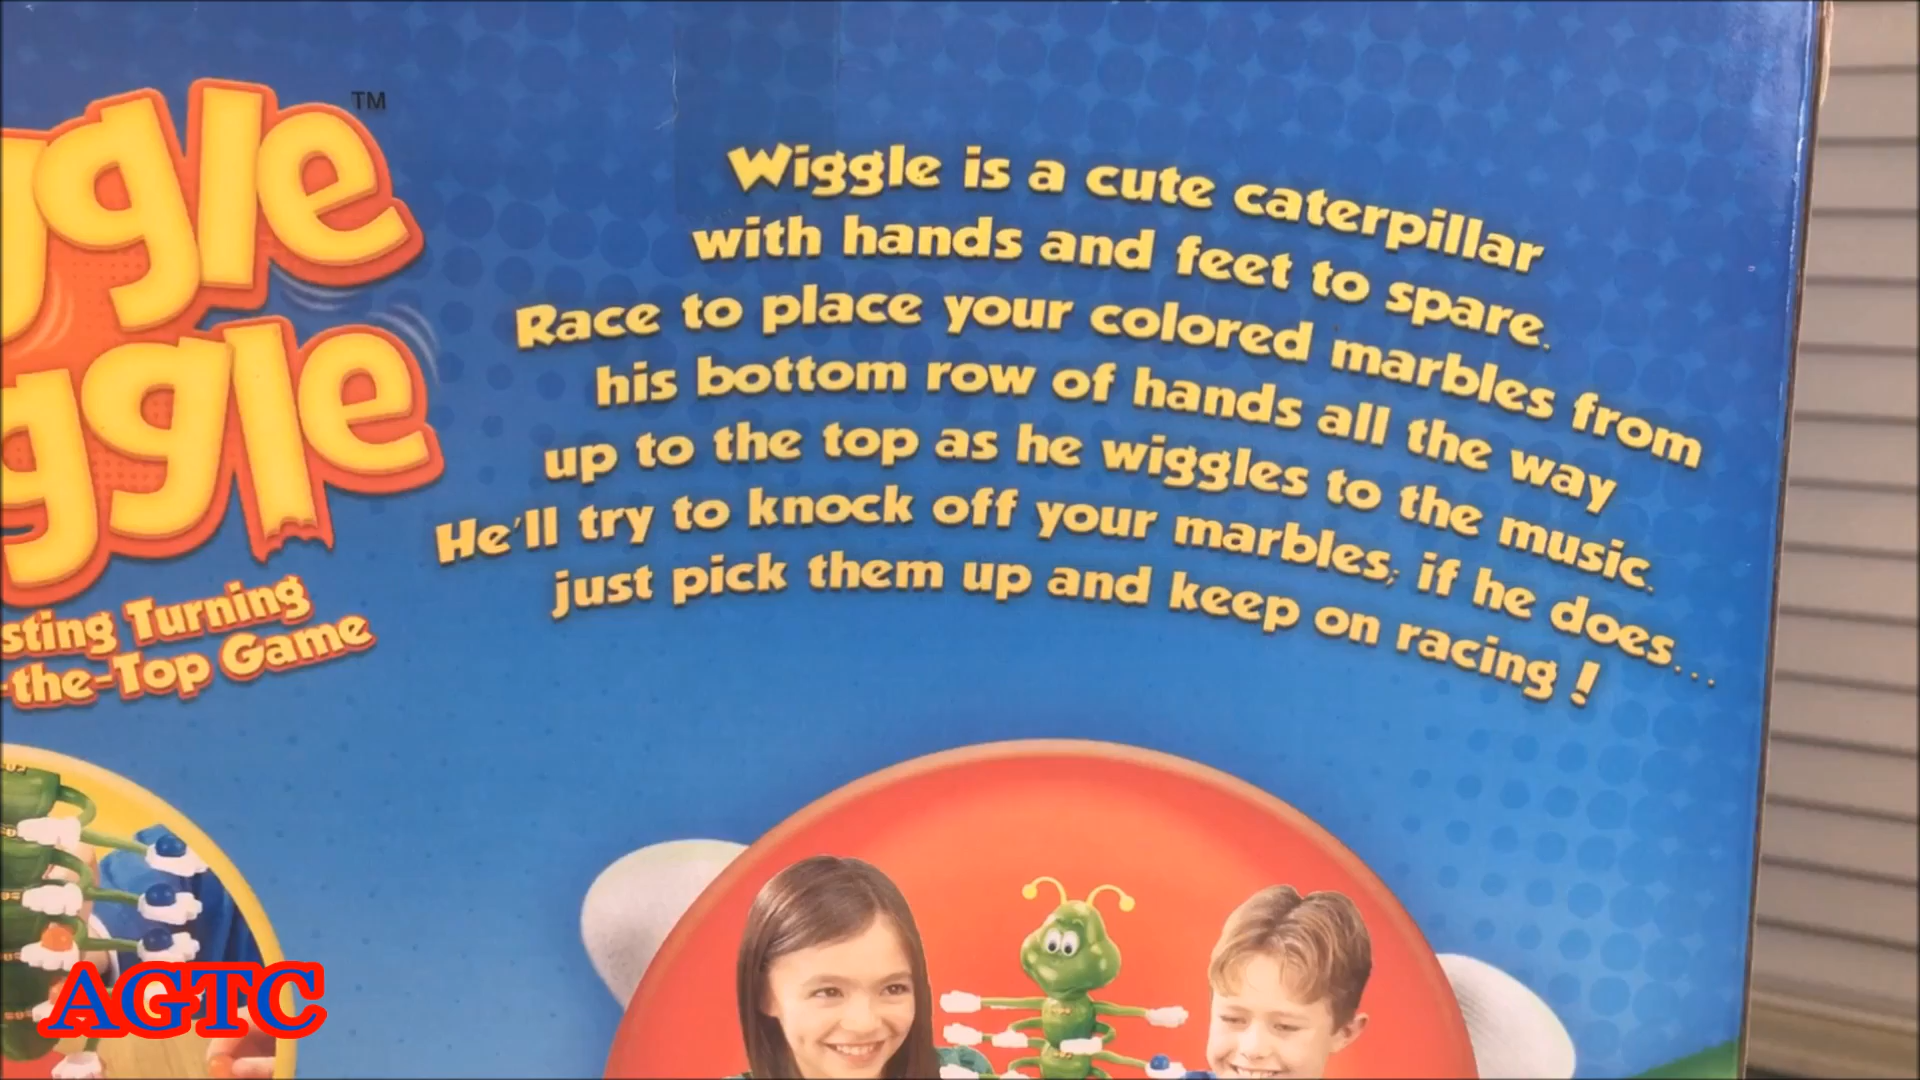 ggle™
ggle
sting Turning
-the-Top Game
Wiggle is a cute caterpillar
with hands and feet to spare.
Race to place your colored marbles from
his bottom row of hands all the way
up to the top as he wiggles to the music.
He'll try to knock off your marbles; if he does...
just pick them up and keep on racing!
AGTC